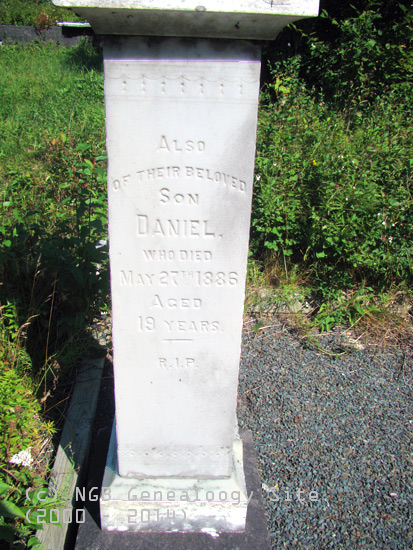 ALSO
OF THEIR BELOVED
SON
DANIEL.
WHO DIED
MAY 27TH 1886
AGED
19 YEARS.
R.I.P.
(c) NGB Genealogy Site
(2000 - 2014)